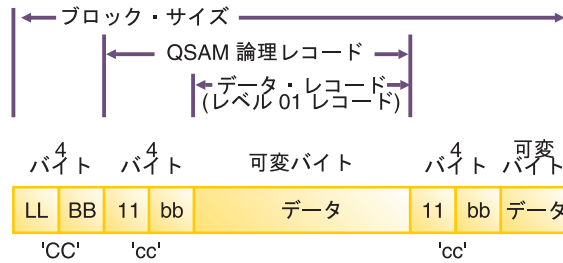 ブロック・サイズ
QSAM 論理レコード
データ・レコード
(レベル 01 レコード)
4
バイト
4
バイト
可変バイト
4
バイト
可変
バイト
LL BB 11 bb データ 11 bb データ
'CC' 'cc' 'cc'